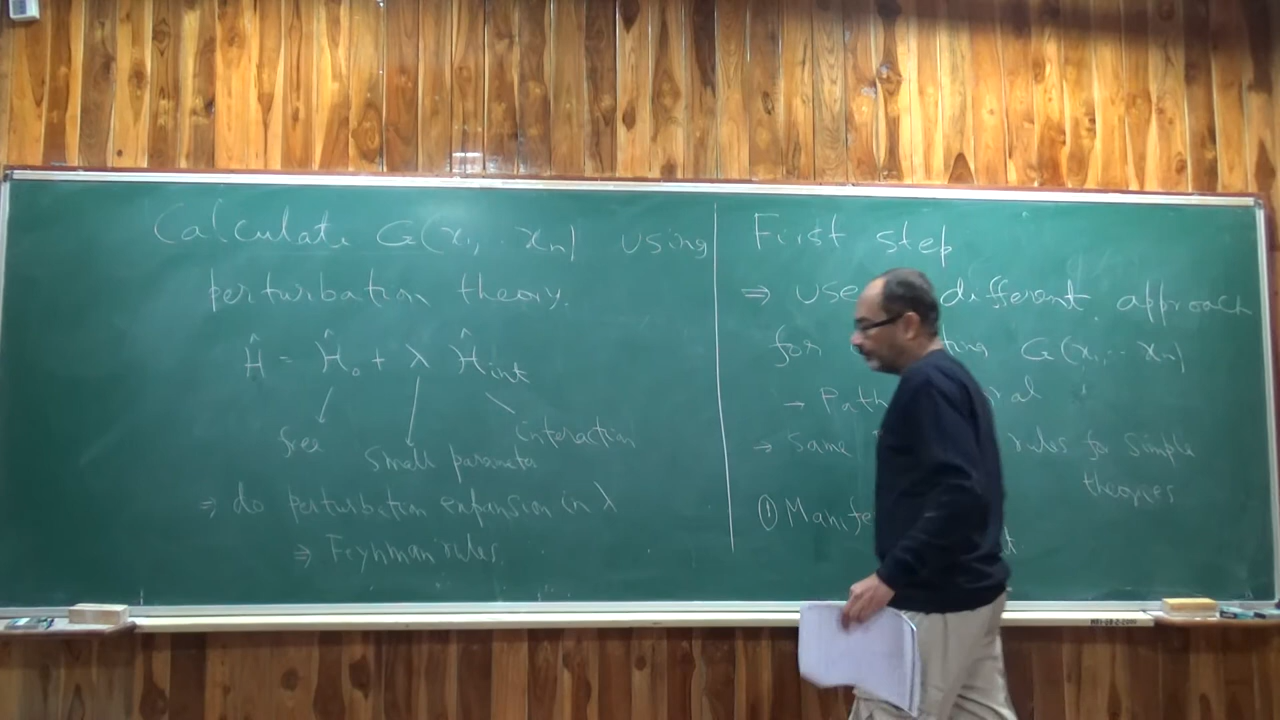 Calculate G(x₁, .. xₙ) using
perturbation theory.
Ĥ = Ĥ₀ + λ Ĥ_int
free
small parameter
interaction
⇒ do perturbation expansion in λ
⇒ Feynman rules
First step
⇒ use different approach
for G(x₁, ... xₙ)
→ Path
→ Same rules for simple
theories
① Manife